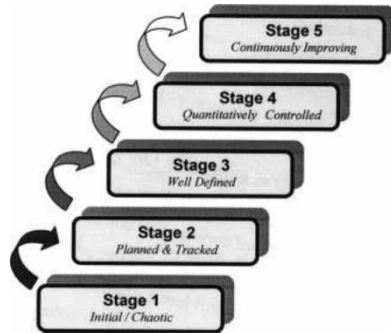 Stage 5
Continuously Improving
Stage 4
Quantitatively Controlled
Stage 3
Well Defined
Stage 2
Planned & Tracked
Stage 1
Initial / Chaotic